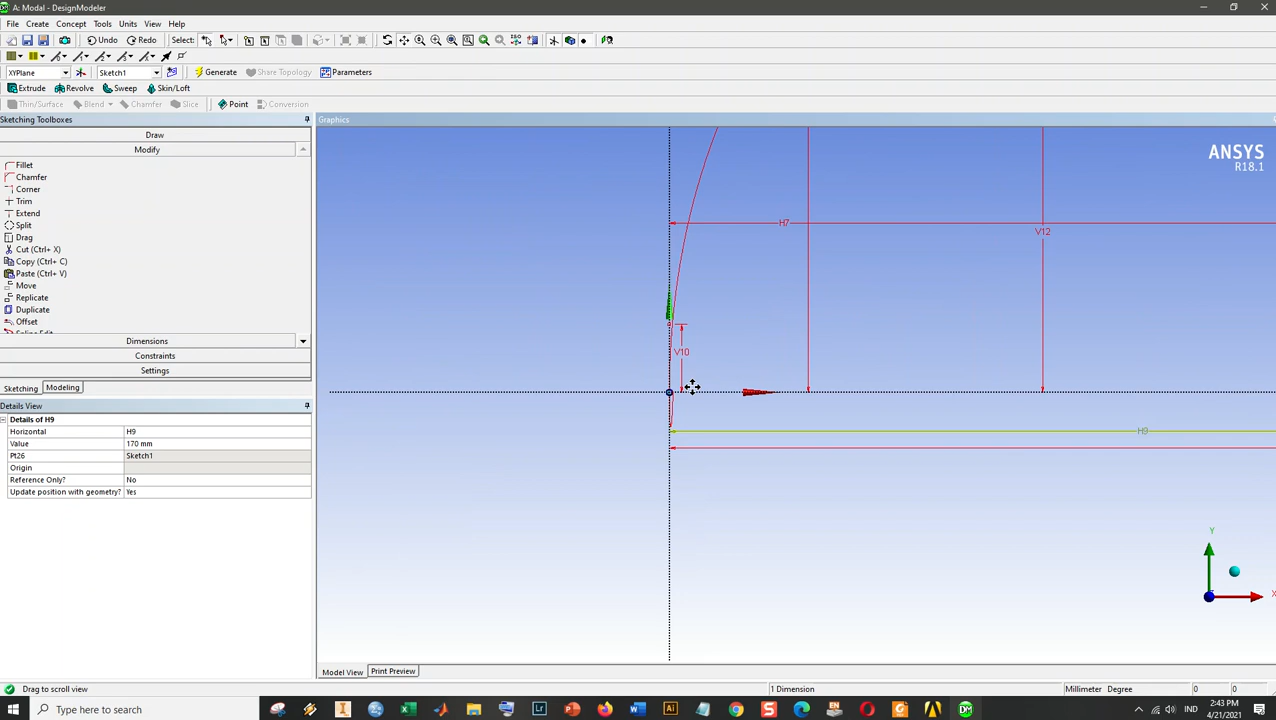 A: Modal - DesignModeler
File Create Concept Tools Units View Help
Undo Redo Select:
XYPlane Sketch1 Generate Share Topology Parameters
Extrude Revolve Sweep Skin/Loft
Thin/Surface Blend Chamfer Slice Point Conversion
Sketching Toolboxes
Graphics
Draw
Modify
Fillet
Chamfer
Corner
Trim
Extend
Split
Drag
Cut (Ctrl+ X)
Copy (Ctrl+ C)
Paste (Ctrl+ V)
Move
Replicate
Duplicate
Offset
Dimensions
Constraints
Settings
Sketching Modeling
Details View
Details of H9
Horizontal H9
Value 170 mm
Pt26 Sketch1
Origin
Reference Only? No
Update position with geometry? Yes
ANSYS
R18.1
H7
V12
V10
H9
Y
X
Model View Print Preview
Drag to scroll view 1 Dimension Millimeter Degree 0 0
Type here to search IND 2:43 PM
4/21/2021